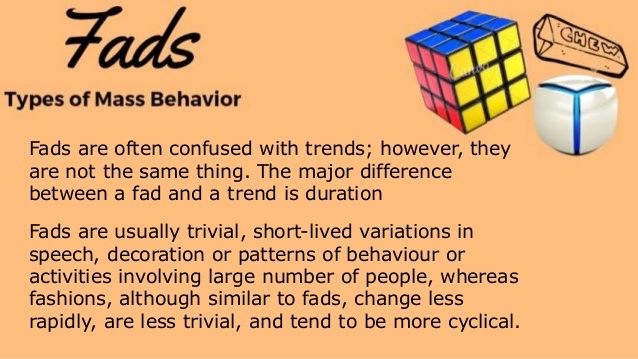 Fads
CHEW
Types of Mass Behavior
Fads are often confused with trends; however, they
are not the same thing. The major difference
between a fad and a trend is duration
Fads are usually trivial, short-lived variations in
speech, decoration or patterns of behaviour or
activities involving large number of people, whereas
fashions, although similar to fads, change less
rapidly, are less trivial, and tend to be more cyclical.